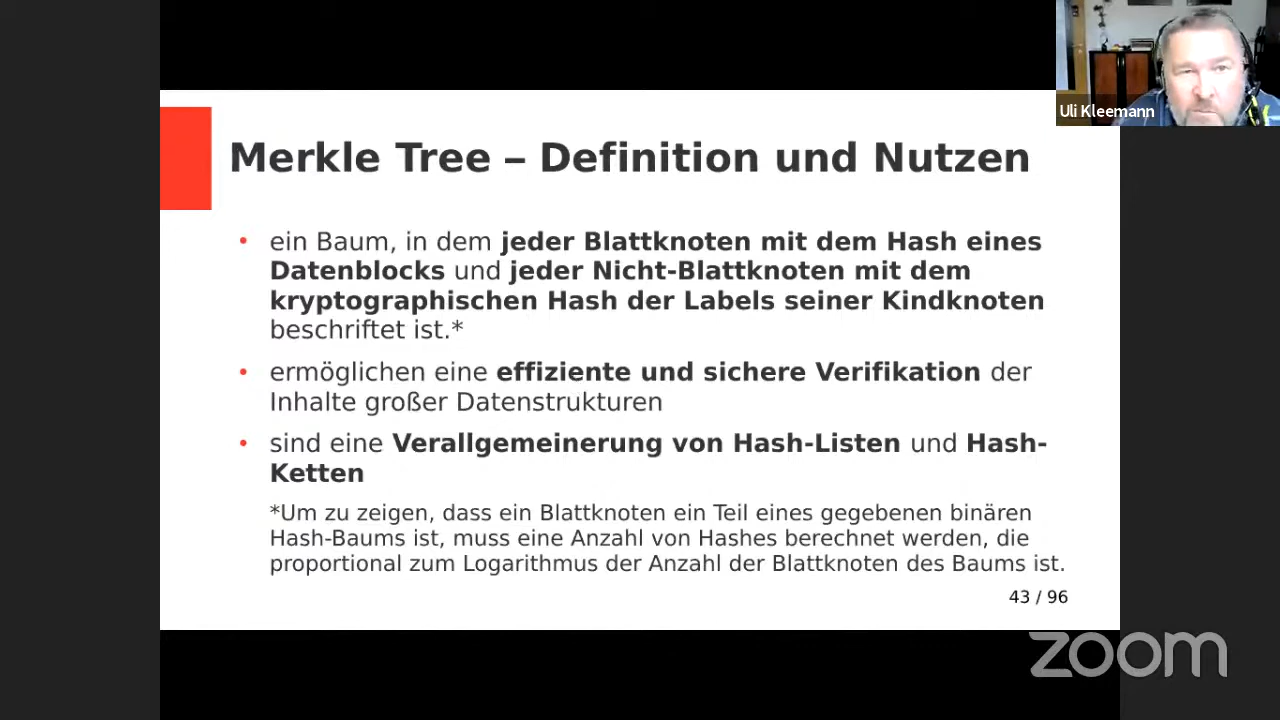 Uli Kleemann
Merkle Tree – Definition und Nutzen
• ein Baum, in dem jeder Blattknoten mit dem Hash eines
Datenblocks und jeder Nicht-Blattknoten mit dem
kryptographischen Hash der Labels seiner Kindknoten
beschriftet ist.*
• ermöglichen eine effiziente und sichere Verifikation der
Inhalte großer Datenstrukturen
• sind eine Verallgemeinerung von Hash-Listen und Hash-
Ketten
*Um zu zeigen, dass ein Blattknoten ein Teil eines gegebenen binären
Hash-Baums ist, muss eine Anzahl von Hashes berechnet werden, die
proportional zum Logarithmus der Anzahl der Blattknoten des Baums ist.
43 / 96
zoom